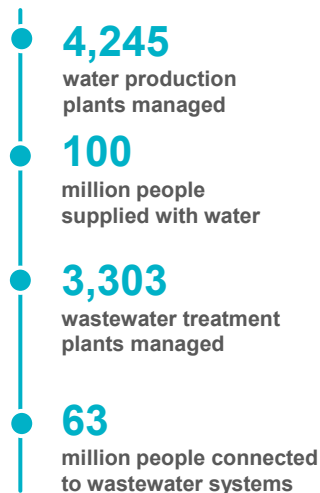 4,245
water production
plants managed
100
million people
supplied with water
3,303
wastewater treatment
plants managed
63
million people connected
to wastewater systems